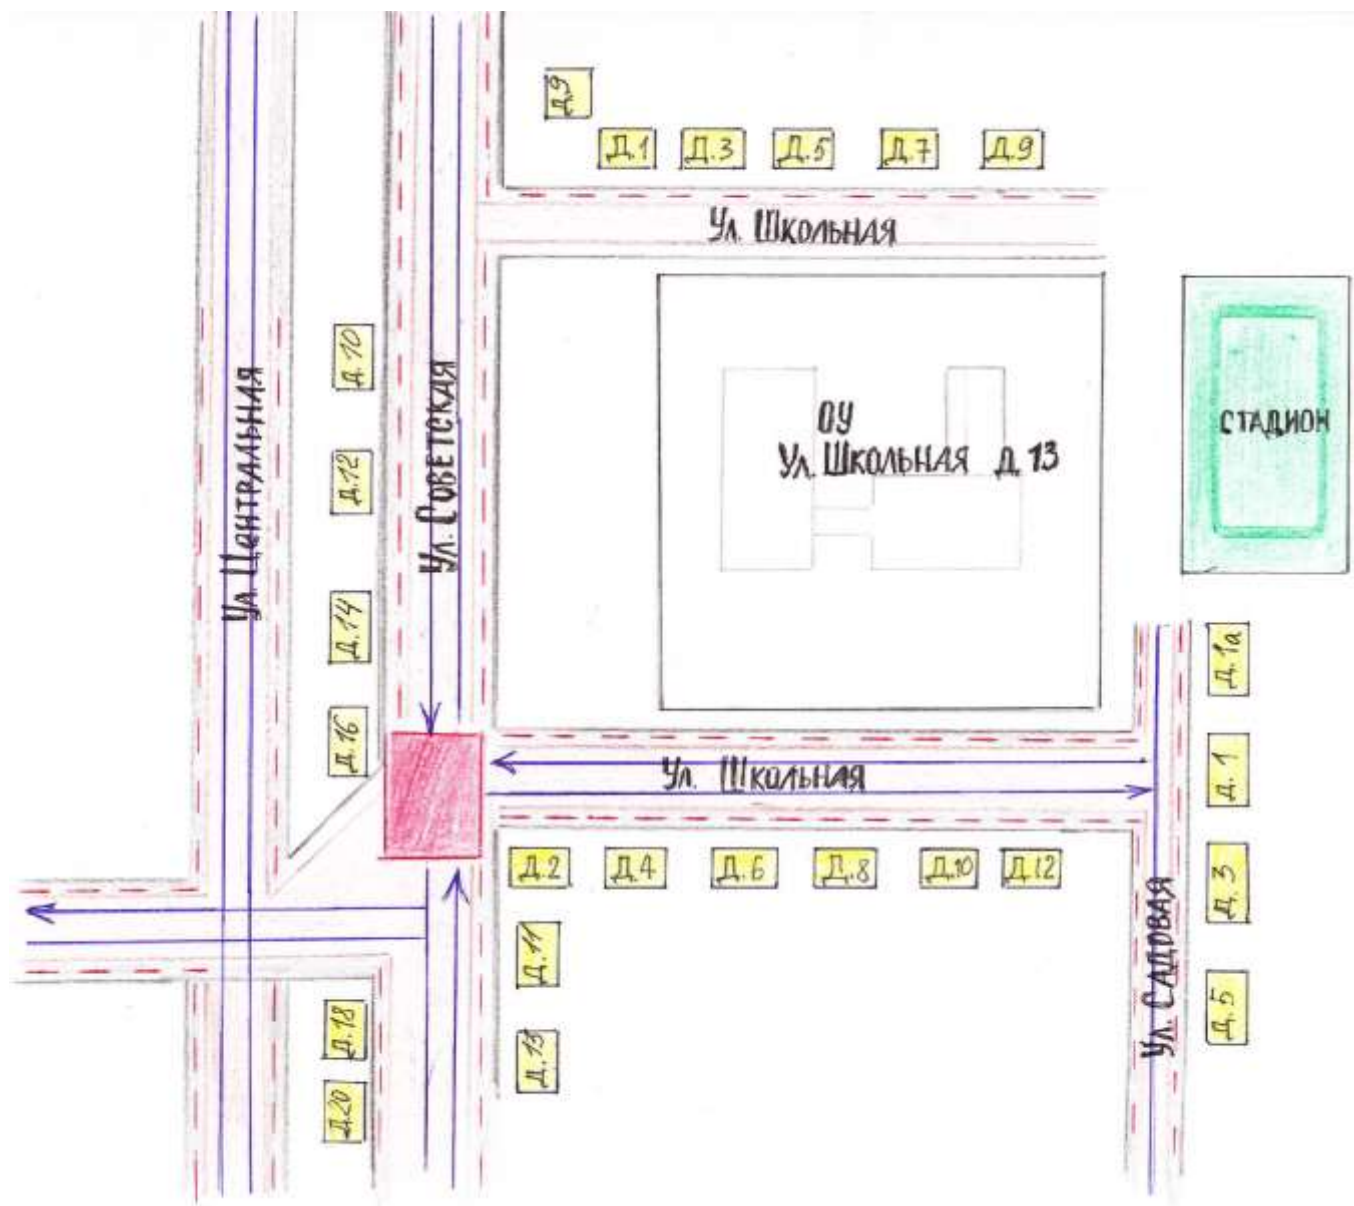 д.9
Д.1
Д.3
Д.5
Д.7
Д.9
Ул. Школьная
Ул. Центральная
д. 10
Д.12
Д.14
Д.16
Ул. Советская
ОУ
Ул. Школьная д. 13
СТАДИОН
Ул. Школьная
Д.2
Д.4
Д.6
Д.8
Д.10
Д.12
Д.11
Д.13
Д.18
Д.20
Д.1а
Д.1
Д.3
Д.5
Ул. Садовая